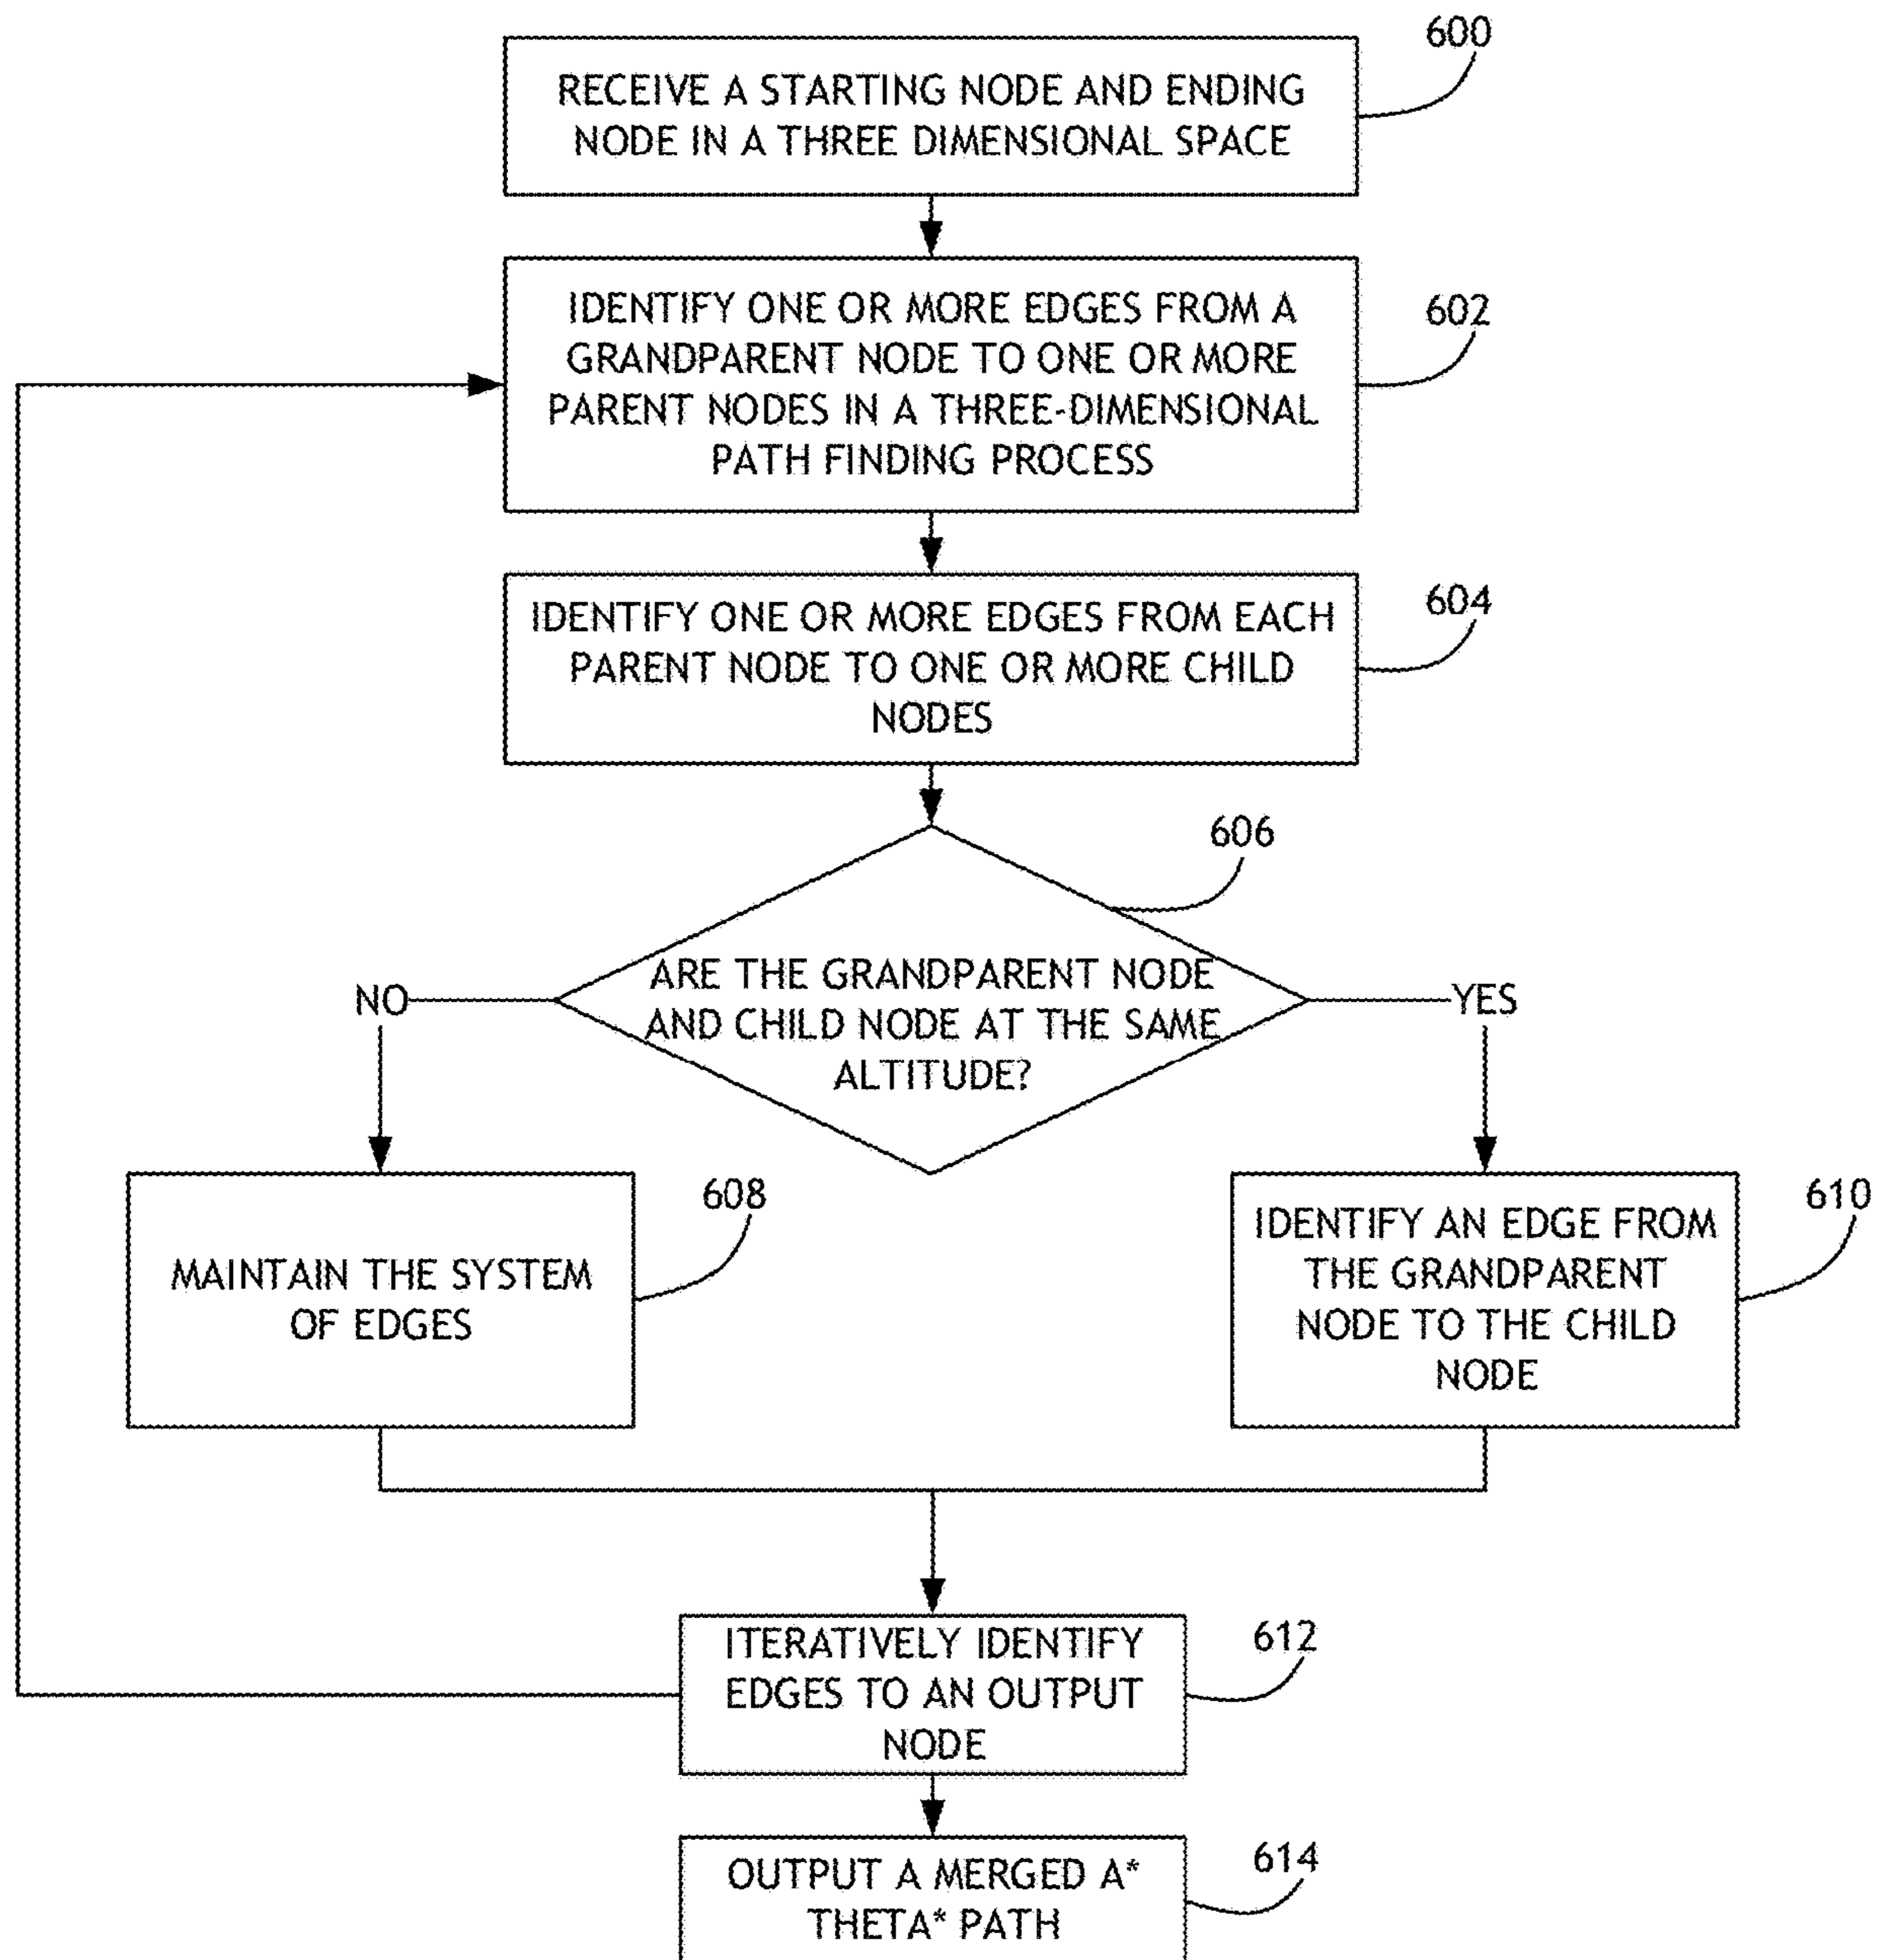 600
RECEIVE A STARTING NODE AND ENDING
NODE IN A THREE DIMENSIONAL SPACE
602
IDENTIFY ONE OR MORE EDGES FROM A
GRANDPARENT NODE TO ONE OR MORE
PARENT NODES IN A THREE-DIMENSIONAL
PATH FINDING PROCESS
604
IDENTIFY ONE OR MORE EDGES FROM EACH
PARENT NODE TO ONE OR MORE CHILD
NODES
606
ARE THE GRANDPARENT NODE
AND CHILD NODE AT THE SAME
ALTITUDE?
NO
YES
608
MAINTAIN THE SYSTEM
OF EDGES
610
IDENTIFY AN EDGE FROM
THE GRANDPARENT
NODE TO THE CHILD
NODE
612
ITERATIVELY IDENTIFY
EDGES TO AN OUTPUT
NODE
614
OUTPUT A MERGED A*
THETA* PATH